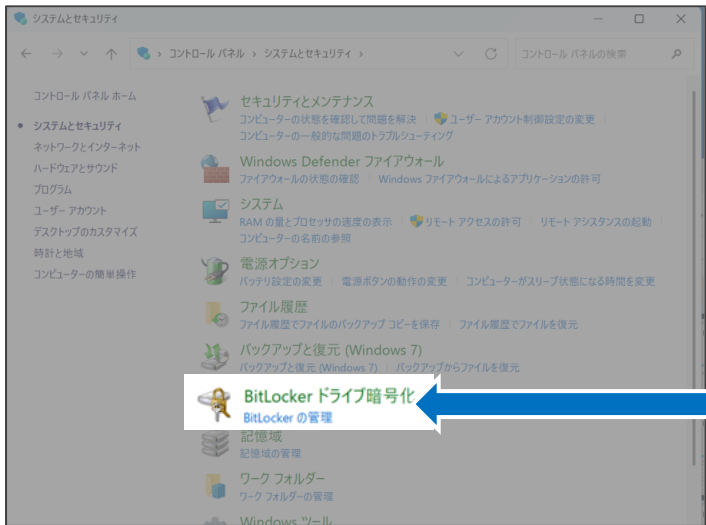 システムとセキュリティ
コントロール パネル › システムとセキュリティ ›
コントロール パネルの検索
コントロール パネル ホーム
システムとセキュリティ
ネットワークとインターネット
ハードウェアとサウンド
プログラム
ユーザー アカウント
デスクトップのカスタマイズ
時計と地域
コンピューターの簡単操作
セキュリティとメンテナンス
コンピューターの状態を確認して問題を解決
ユーザー アカウント制御設定の変更
コンピューターの一般的な問題のトラブルシューティング
Windows Defender ファイアウォール
ファイアウォールの状態の確認 Windows ファイアウォールによるアプリケーションの許可
システム
RAM の量とプロセッサの速度の表示 リモート アクセスの許可 リモート アシスタンスの起動
コンピューターの名前の参照
電源オプション
バッテリ設定の変更 電源ボタンの動作の変更 コンピューターがスリープ状態になる時間を変更
ファイル履歴
ファイル履歴でファイルのバックアップ コピーを保存 ファイル履歴でファイルを復元
バックアップと復元 (Windows 7)
バックアップと復元 (Windows 7) バックアップからファイルを復元
BitLocker ドライブ暗号化
BitLocker の管理
記憶域
記憶域の管理
ワーク フォルダー
ワーク フォルダーの管理
Windows ツール